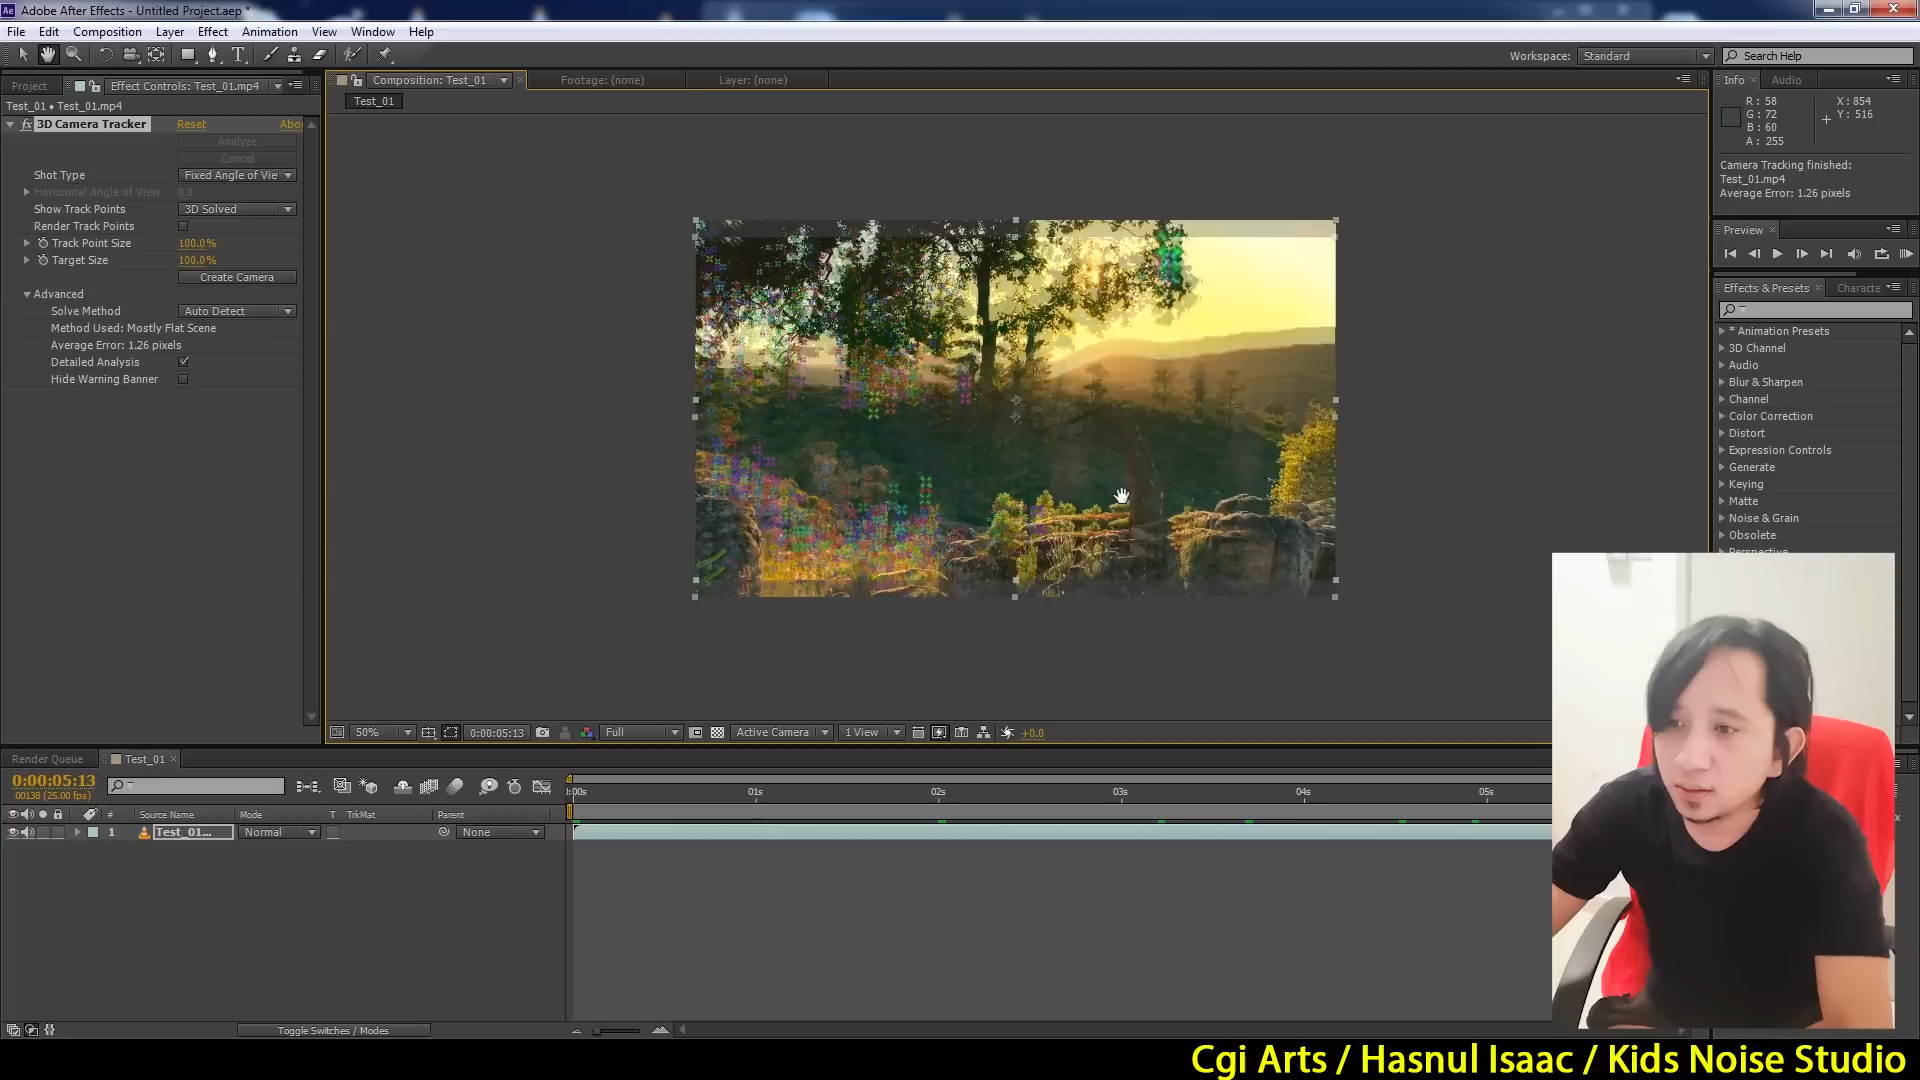 Adobe After Effects - Untitled Project.aep *
File Edit Composition Layer Effect Animation View Window Help
Workspace: Standard Search Help
Project Effect Controls: Test_01.mp4
Composition: Test_01 Footage: (none) Layer: (none)
Info Audio
Test_01 • Test_01.mp4
Test_01
3D Camera Tracker Reset Abo
Analyze
Cancel
Shot Type Fixed Angle of Vie
Horizontal Angle of View 0.0
Show Track Points 3D Solved
Render Track Points
Track Point Size 100.0%
Target Size 100.0%
Create Camera
Advanced
Solve Method Auto Detect
Method Used: Mostly Flat Scene
Average Error: 1.26 pixels
Detailed Analysis
Hide Warning Banner
R: 58
G: 72
B: 60
A: 255
X: 854
Y: 516
Camera Tracking finished:
Test_01.mp4
Average Error: 1.26 pixels
Preview
Effects & Presets Characte
* Animation Presets
3D Channel
Audio
Blur & Sharpen
Channel
Color Correction
Distort
Expression Controls
Generate
Keying
Matte
Noise & Grain
Obsolete
Perspective
50% 0:00:05:13 Full Active Camera 1 View +0.0
Render Queue Test_01
0:00:05:13
00138 (25.00 fps)
0:00s 01s 02s 03s 04s 05s
# Source Name Mode T TrkMat Parent
1 Test_01... Normal None
Toggle Switches / Modes
Cgi Arts / Hasnul Isaac / Kids Noise Studio